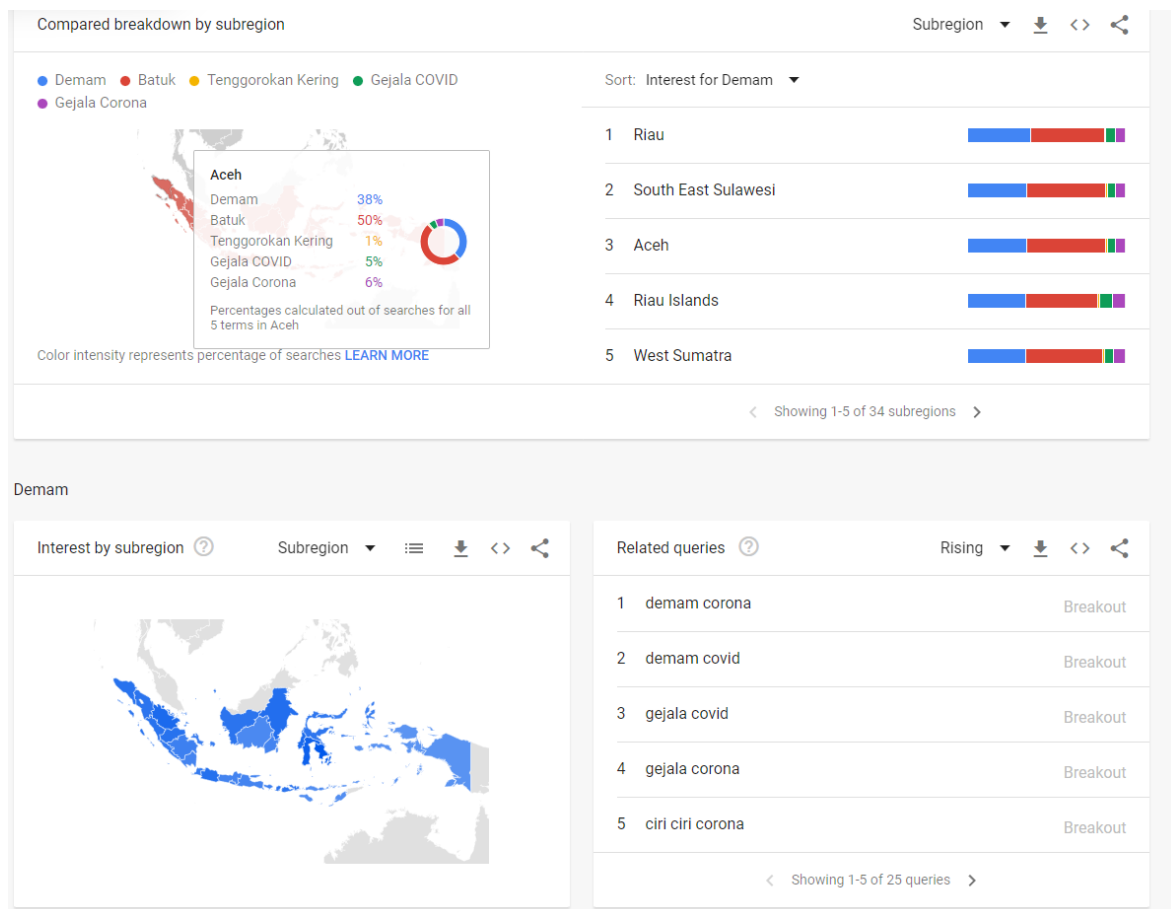 Compared breakdown by subregion
Subregion
Demam Batuk Tenggorokan Kering Gejala COVID
Gejala Corona
Sort: Interest for Demam
Aceh
Demam 38%
Batuk 50%
Tenggorokan Kering 1%
Gejala COVID 5%
Gejala Corona 6%
Percentages calculated out of searches for all
5 terms in Aceh
Color intensity represents percentage of searches LEARN MORE
1 Riau
2 South East Sulawesi
3 Aceh
4 Riau Islands
5 West Sumatra
Showing 1-5 of 34 subregions
Demam
Interest by subregion ?
Subregion
Related queries ?
Rising
1 demam corona Breakout
2 demam covid Breakout
3 gejala covid Breakout
4 gejala corona Breakout
5 ciri ciri corona Breakout
Showing 1-5 of 25 queries